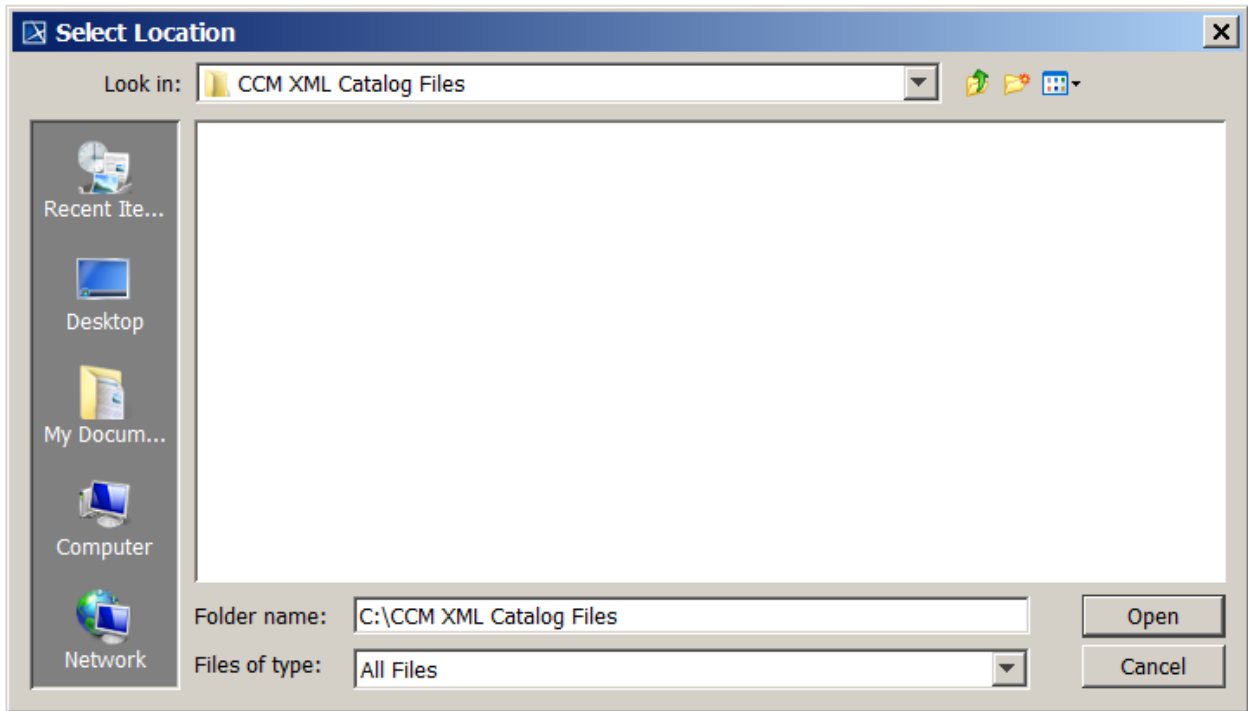 Select Location
Look in: CCM XML Catalog Files
Recent Ite...
Desktop
My Docum...
Computer
Network
Folder name: C:\CCM XML Catalog Files
Open
Files of type: All Files
Cancel